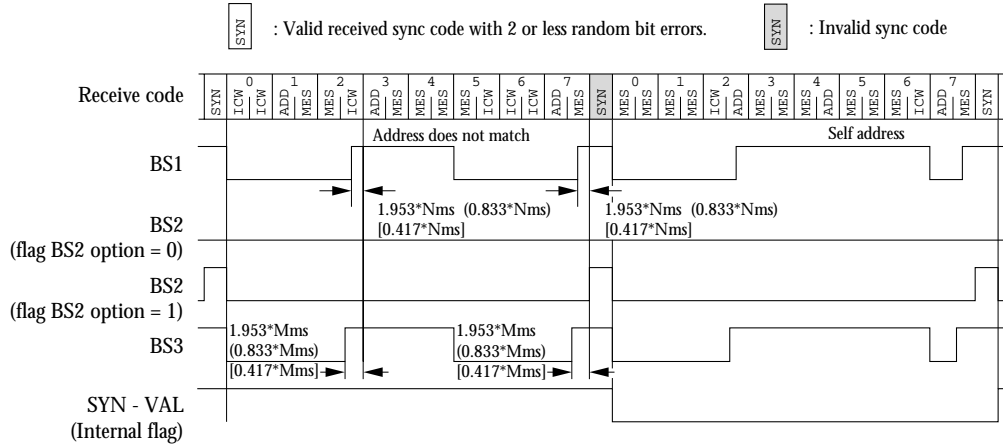 SYN : Valid received sync code with 2 or less random bit errors. SYN : Invalid sync code
0 1 2 3 4 5 6 7 0 1 2 3 4 5 6 7
Receive code SYN ICW ICW ADD MES MES ICW ADD MES MES MES MES ICW ICW ICW ADD MES SYN MES MES MES MES ICW ADD MES MES MES ADD MES MES ADD MES SYN
Address does not match Self address
BS1
1.953*Nms (0.833*Nms) 1.953*Nms (0.833*Nms)
[0.417*Nms] [0.417*Nms]
BS2
(flag BS2 option = 0)
BS2
(flag BS2 option = 1)
BS3
1.953*Mms 1.953*Mms
(0.833*Mms) (0.833*Mms)
[0.417*Mms] [0.417*Mms]
SYN - VAL
(Internal flag)